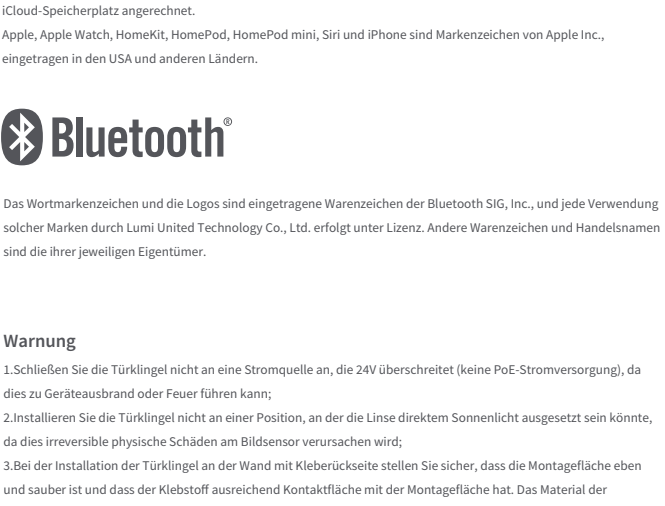 iCloud-Speicherplatz angerechnet.
Apple, Apple Watch, HomeKit, HomePod, HomePod mini, Siri und iPhone sind Markenzeichen von Apple Inc.,
eingetragen in den USA und anderen Ländern.
Bluetooth®
Das Wortmarkenzeichen und die Logos sind eingetragene Warenzeichen der Bluetooth SIG, Inc., und jede Verwendung
solcher Marken durch Lumi United Technology Co., Ltd. erfolgt unter Lizenz. Andere Warenzeichen und Handelsnamen
sind die ihrer jeweiligen Eigentümer.
Warnung
1.Schließen Sie die Türklingel nicht an eine Stromquelle an, die 24V überschreitet (keine PoE-Stromversorgung), da
dies zu Geräteausbrand oder Feuer führen kann;
2.Installieren Sie die Türklingel nicht an einer Position, an der die Linse direktem Sonnenlicht ausgesetzt sein könnte,
da dies irreversible physische Schäden am Bildsensor verursachen wird;
3.Bei der Installation der Türklingel an der Wand mit Kleberückseite stellen Sie sicher, dass die Montagefläche eben
und sauber ist und dass der Klebstoff ausreichend Kontaktfläche mit der Montagefläche hat. Das Material der